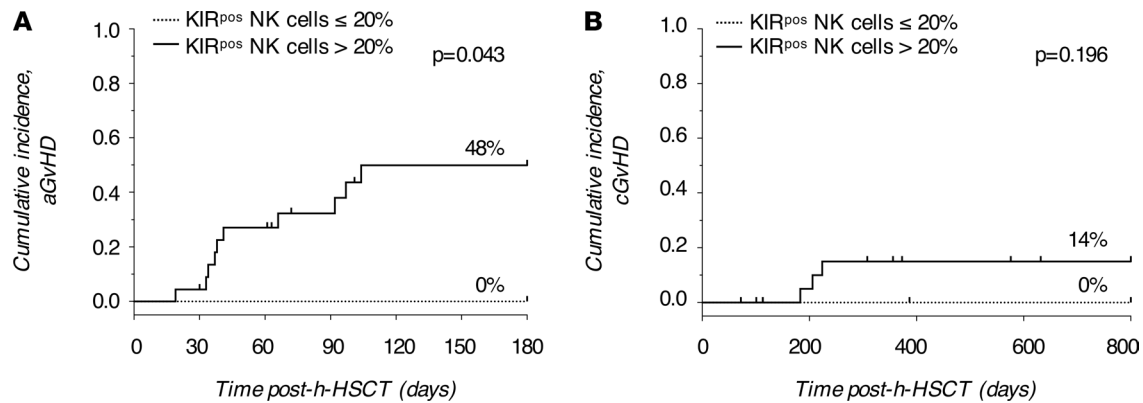 A
KIRpos NK cells ≤ 20%
KIRpos NK cells > 20%
p=0.043
Cumulative incidence,
aGvHD
1.0
0.8
0.6
0.4
0.2
0.0
48%
0%
0 30 60 90 120 150 180
Time post-h-HSCT (days)
B
KIRpos NK cells ≤ 20%
KIRpos NK cells > 20%
p=0.196
Cumulative incidence,
cGvHD
1.0
0.8
0.6
0.4
0.2
0.0
14%
0%
0 200 400 600 800
Time post-h-HSCT (days)